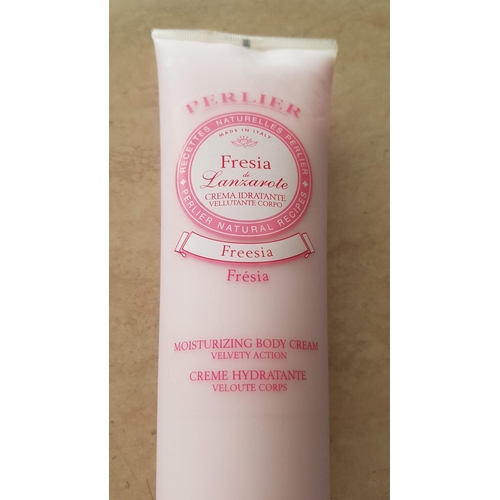 PERLIER
RECETTES NATURELLES PERLIER
MADE IN ITALY
Fresia
di
Lanzarote
CREMA IDRATANTE
VELLUTANTE CORPO
PERLIER NATURAL RECIPES
Freesia
Frésia
MOISTURIZING BODY CREAM
VELVETY ACTION
CREME HYDRATANTE
VELOUTE CORPS